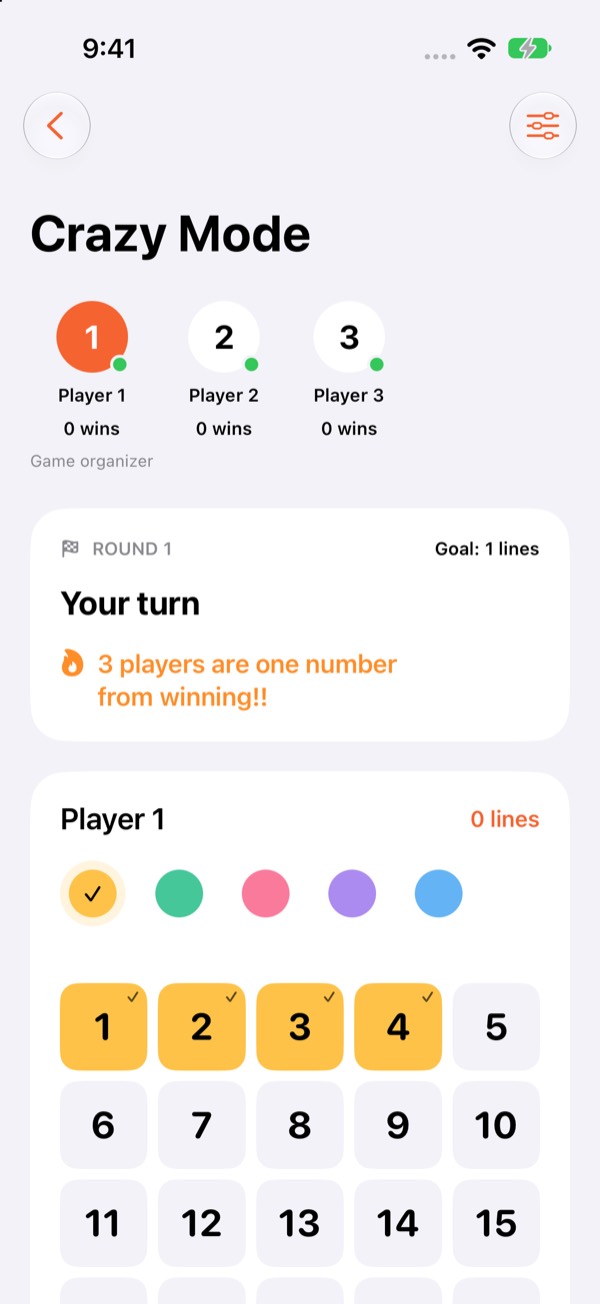 9:41
Crazy Mode
1 2 3
Player 1 Player 2 Player 3
0 wins 0 wins 0 wins
Game organizer
ROUND 1 Goal: 1 lines
Your turn
3 players are one number
from winning!!
Player 1 0 lines
1 2 3 4 5
6 7 8 9 10
11 12 13 14 15